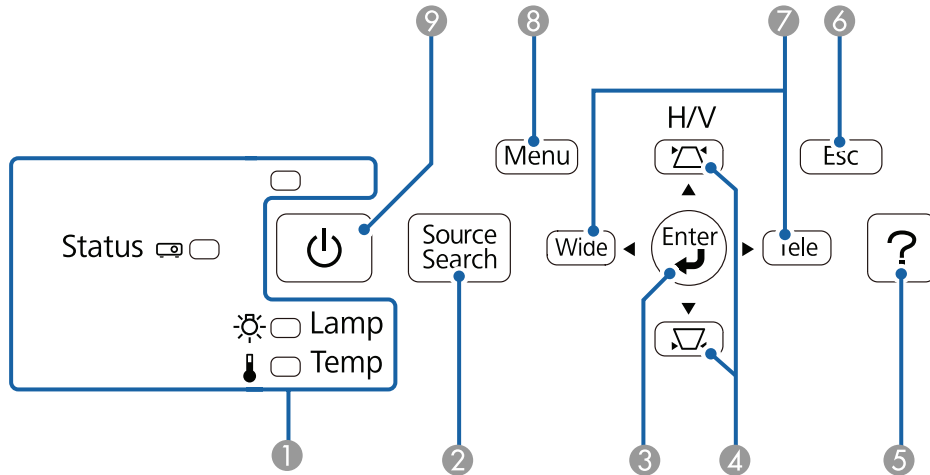 9 8 7 6
H/V
Menu
Esc
Status
Source
Search
Wide
Enter
Tele
?
Lamp
Temp
1 2 3 4 5